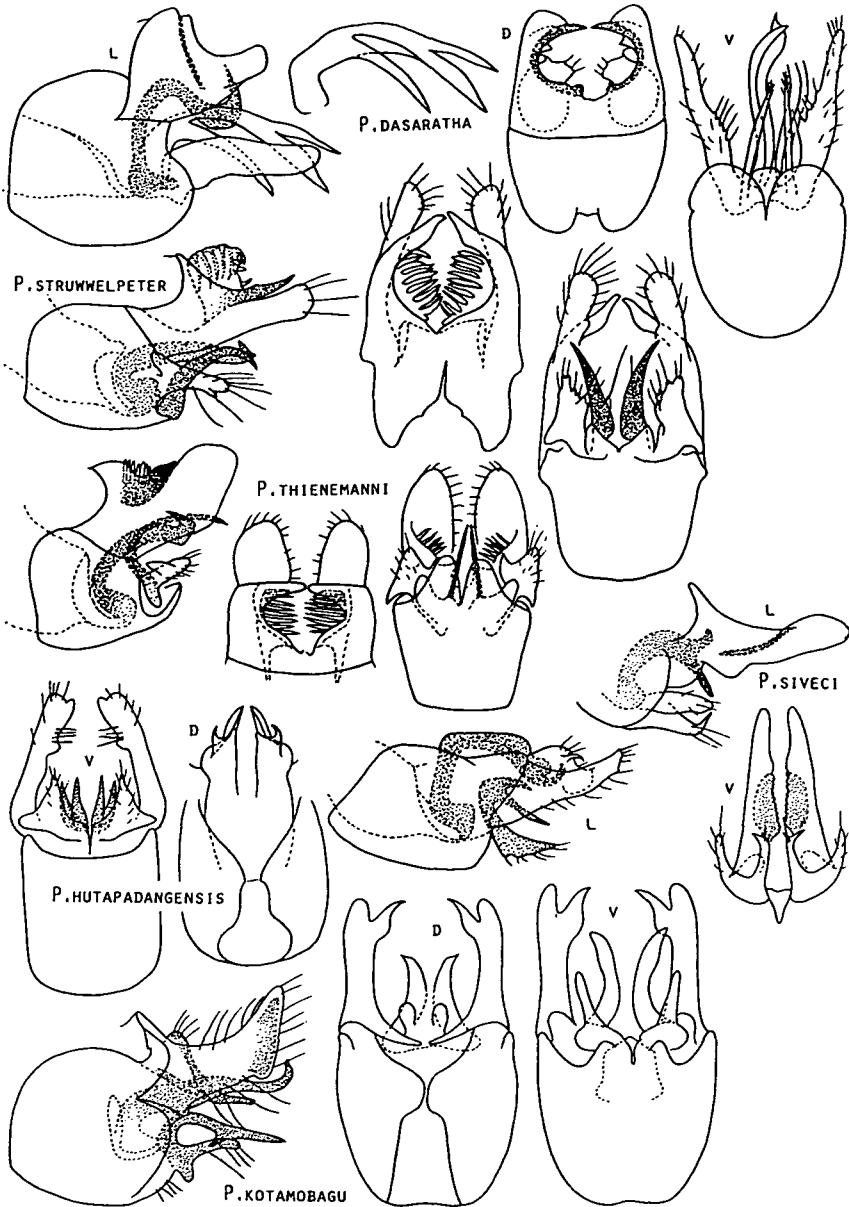 L
D
V
P.DASARATHA
P.STRUWWELPETER
P.THIENEMANNI
L
P.SIVECI
V
D
V
L
P.HUTAPADANGENSIS
D
V
P.KOTAMOBAGU